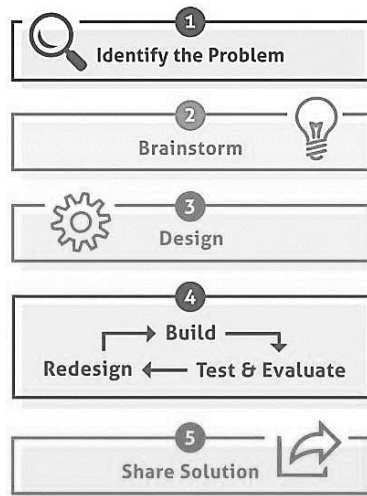 1
Identify the Problem
2
Brainstorm
3
Design
4
Build
Redesign Test & Evaluate
5
Share Solution